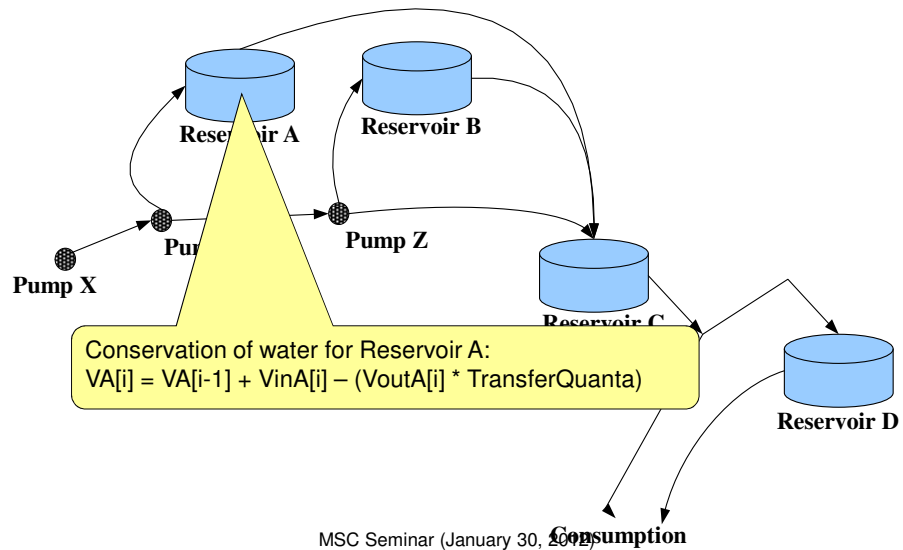 Reservoir A
Reservoir B
Pump Z
Pump X
Reservoir C
Conservation of water for Reservoir A:
VA[i] = VA[i-1] + VinA[i] – (VoutA[i] * TransferQuanta)
Reservoir D
Consumption
MSC Seminar (January 30, 2012)